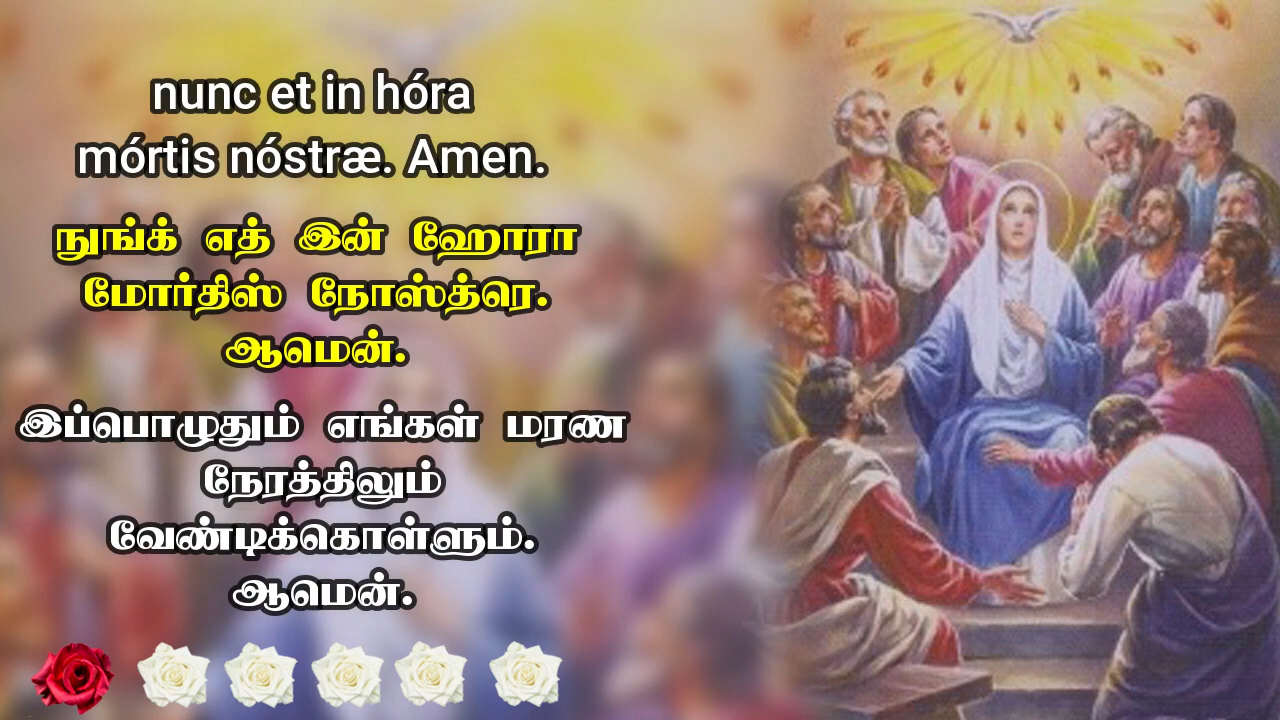 nunc et in hóra
mórtis nóstræ. Amen.
நுங்க் எத் இன் ஹோரா
மோர்திஸ் நோஸ்த்ரெ.
ஆமென்.
இப்பொழுதும் எங்கள் மரண
நேரத்திலும்
வேண்டிக்கொள்ளும்.
ஆமென்.